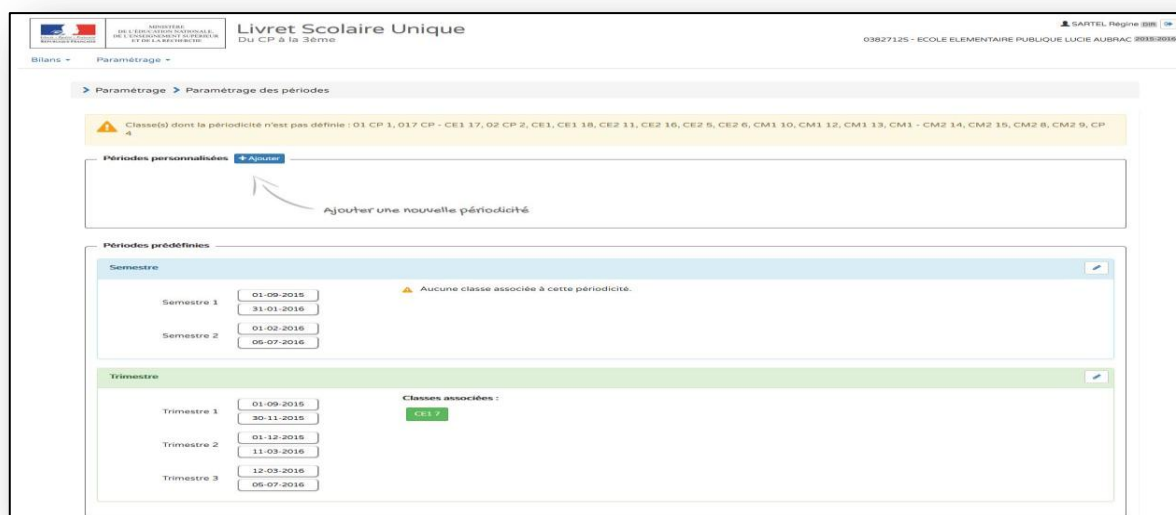 MINISTÈRE
DE L'ÉDUCATION NATIONALE,
DE L'ENSEIGNEMENT SUPÉRIEUR
ET DE LA RECHERCHE
RÉPUBLIQUE FRANÇAISE
Livret Scolaire Unique
Du CP à la 3ème
SARTEL Régine DIR
0382712S - ECOLE ELEMENTAIRE PUBLIQUE LUCIE AUBRAC 2015-2016
Bilans
Paramétrage
Paramétrage
Paramétrage des périodes
Classe(s) dont la périodicité n'est pas définie : 01 CP 1, 017 CP - CE1 17, 02 CP 2, CE1, CE1 18, CE2 11, CE2 16, CE2 5, CE2 6, CM1 10, CM1 12, CM1 13, CM1 - CM2 14, CM2 15, CM2 8, CM2 9, CP
4
Périodes personnalisées +Ajouter
Ajouter une nouvelle périodicité
Périodes prédéfinies
Semestre
Semestre 1
01-09-2015
31-01-2016
Aucune classe associée à cette périodicité.
Semestre 2
01-02-2016
05-07-2016
Trimestre
Trimestre 1
01-09-2015
30-11-2015
Classes associées :
CE1 7
Trimestre 2
01-12-2015
11-03-2016
Trimestre 3
12-03-2016
05-07-2016